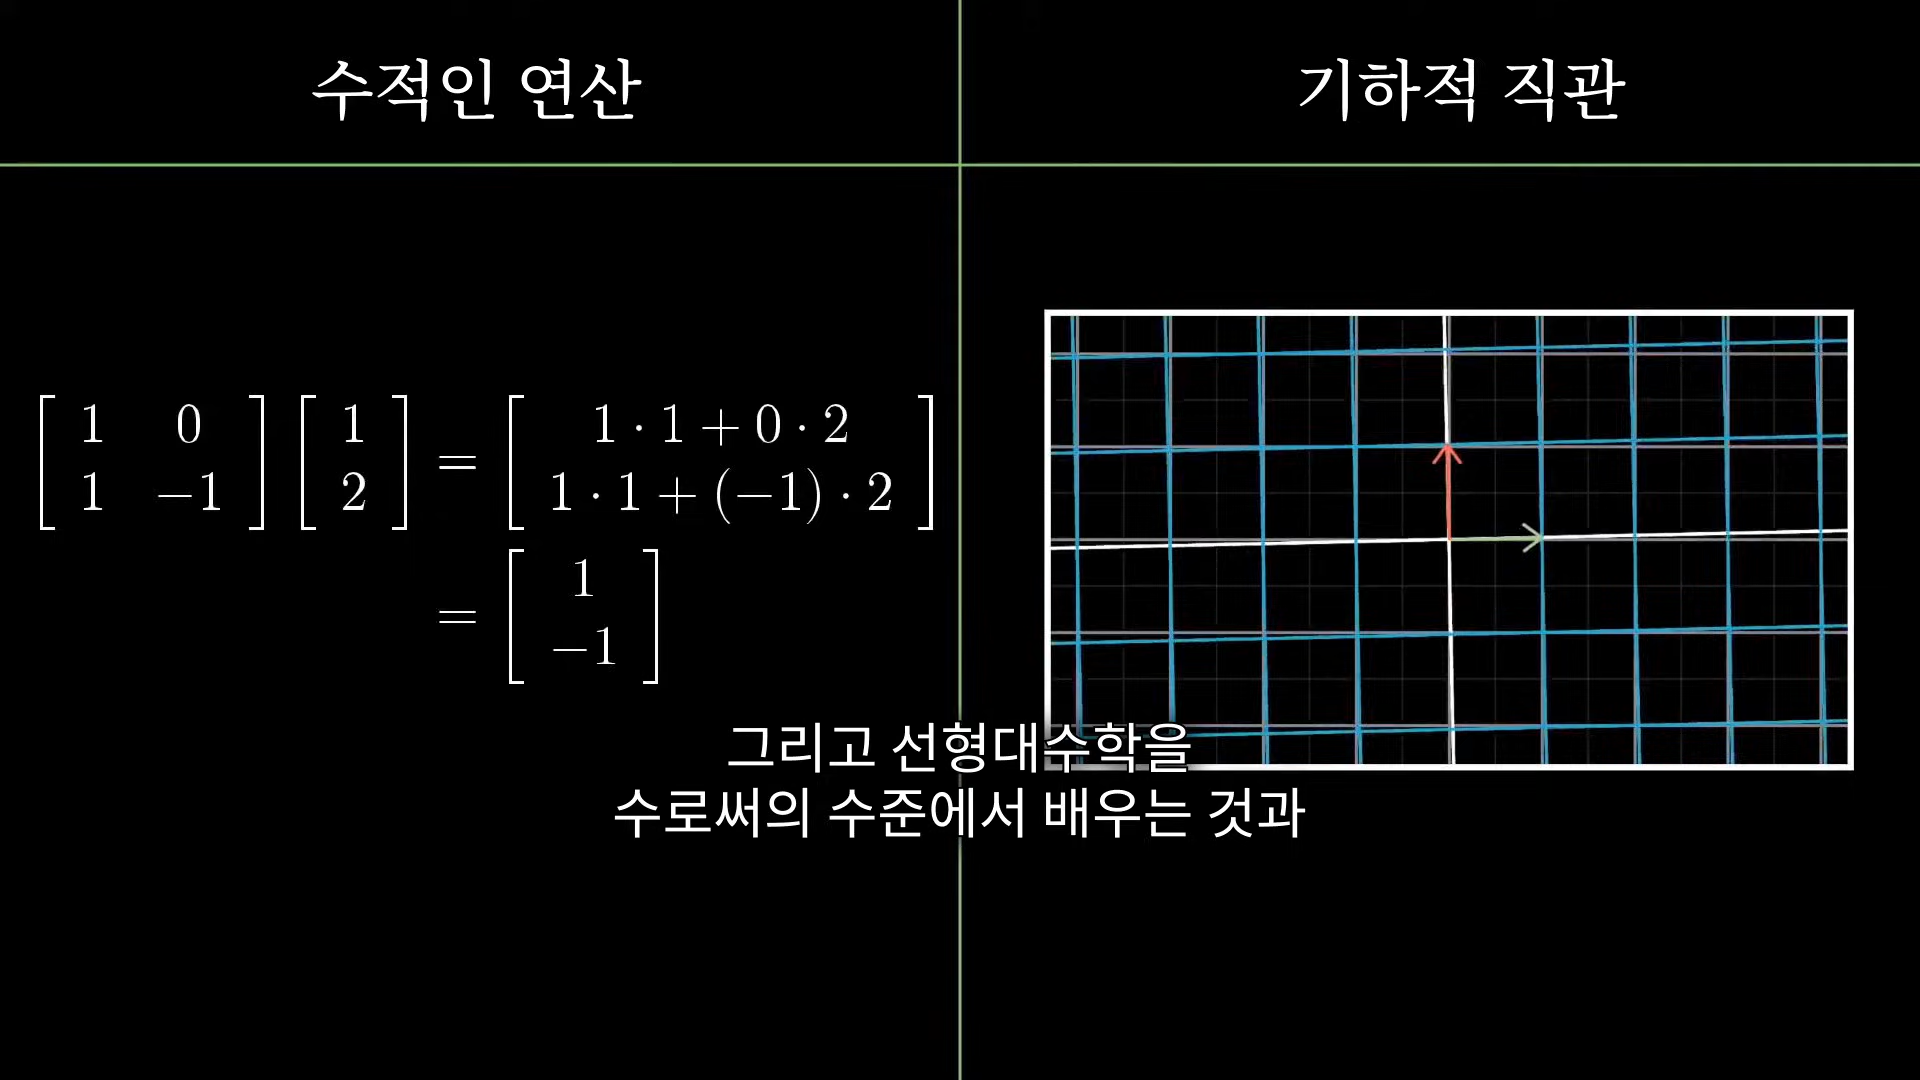 수적인 연산
기하적 직관
[ 1 0 ] [ 1 ] = [ 1 · 1 + 0 · 2 ]
[ 1 −1 ] [ 2 ] [ 1 · 1 + (−1) · 2 ]
= [ 1 ]
[ −1 ]
그리고 선형대수학을
수로써의 수준에서 배우는 것과